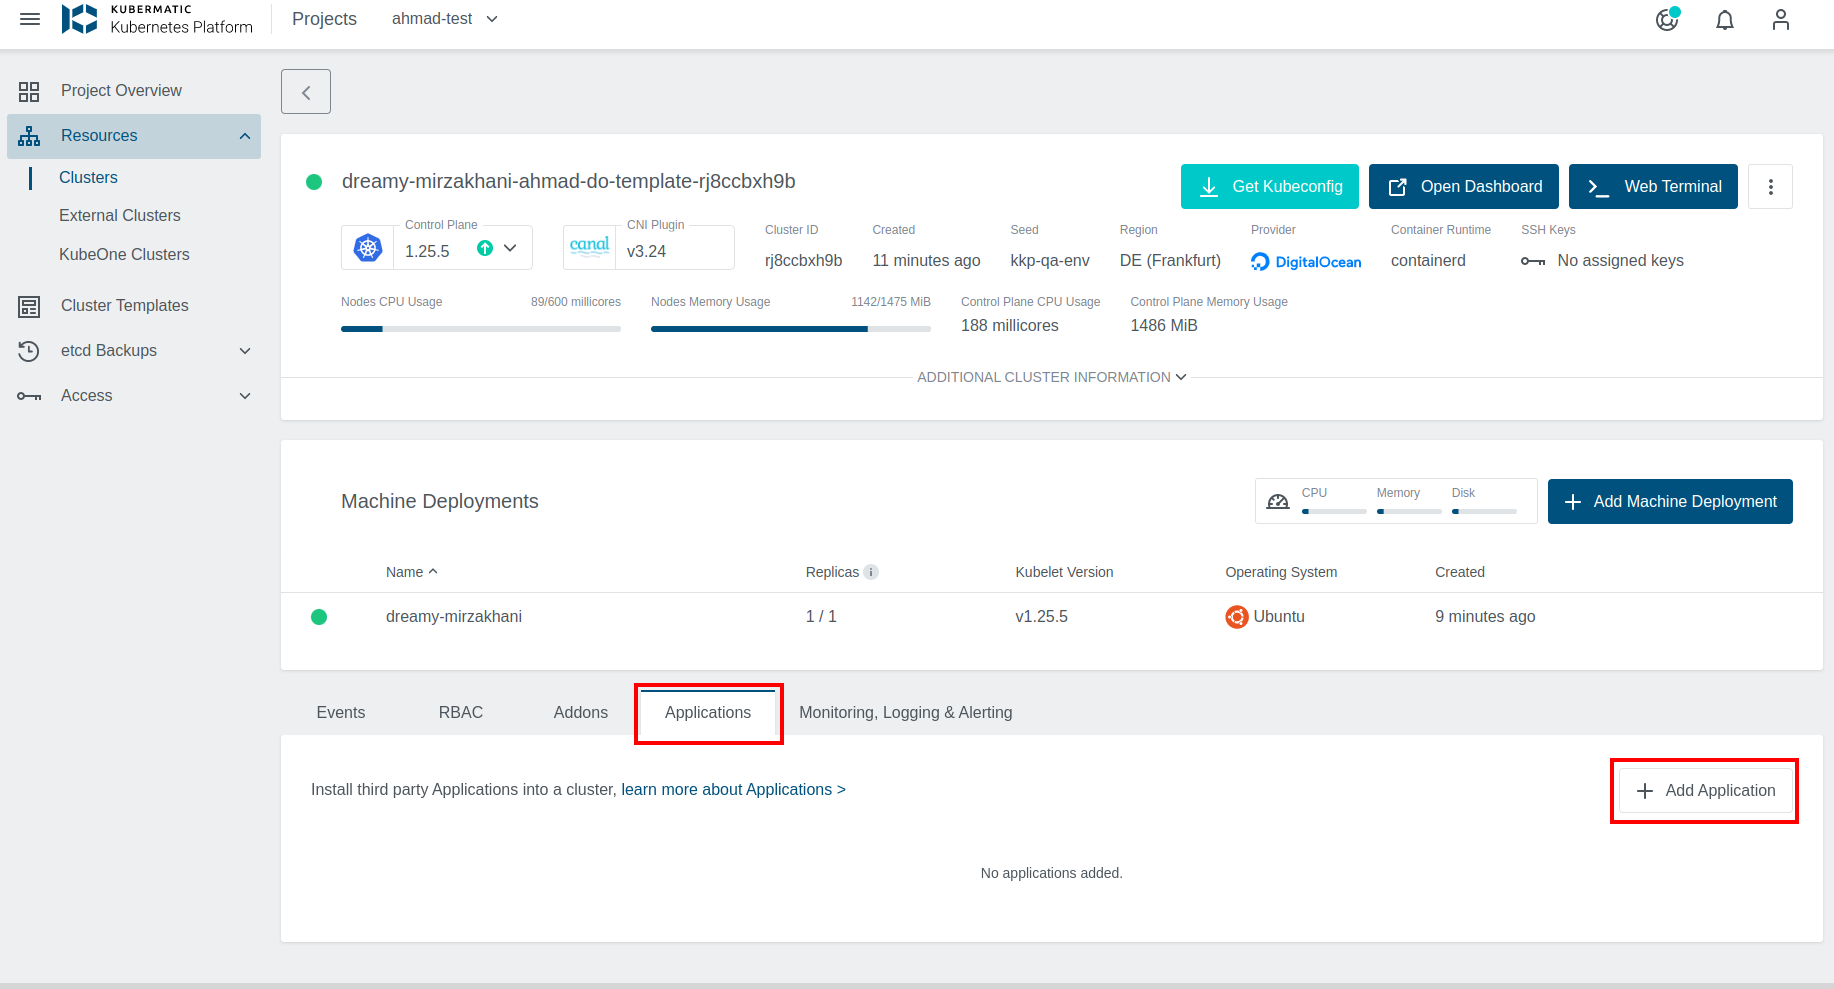 KUBERMATIC
Kubernetes Platform
Projects
ahmad-test
Project Overview
Resources
Clusters
External Clusters
KubeOne Clusters
Cluster Templates
etcd Backups
Access
dreamy-mirzakhani-ahmad-do-template-rj8ccbxh9b
Get Kubeconfig
Open Dashboard
Web Terminal
Control Plane
1.25.5
canal
CNI Plugin
v3.24
Cluster ID
rj8ccbxh9b
Created
11 minutes ago
Seed
kkp-qa-env
Region
DE (Frankfurt)
Provider
DigitalOcean
Container Runtime
containerd
SSH Keys
No assigned keys
Nodes CPU Usage 89/600 millicores
Nodes Memory Usage 1142/1475 MiB
Control Plane CPU Usage
188 millicores
Control Plane Memory Usage
1486 MiB
ADDITIONAL CLUSTER INFORMATION
Machine Deployments
CPU
Memory
Disk
Add Machine Deployment
Name Replicas Kubelet Version Operating System Created
dreamy-mirzakhani 1 / 1 v1.25.5 Ubuntu 9 minutes ago
Events RBAC Addons Applications Monitoring, Logging & Alerting
Install third party Applications into a cluster, learn more about Applications >
Add Application
No applications added.